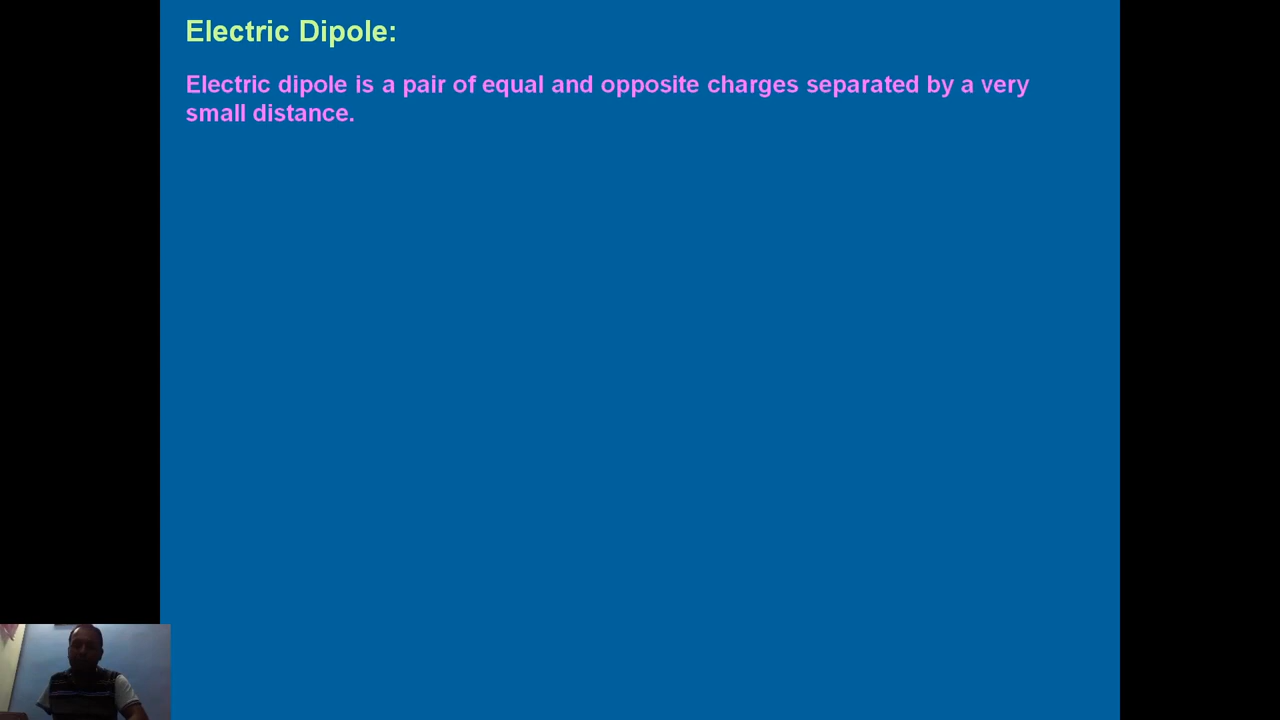 Electric Dipole:
Electric dipole is a pair of equal and opposite charges separated by a very
small distance.